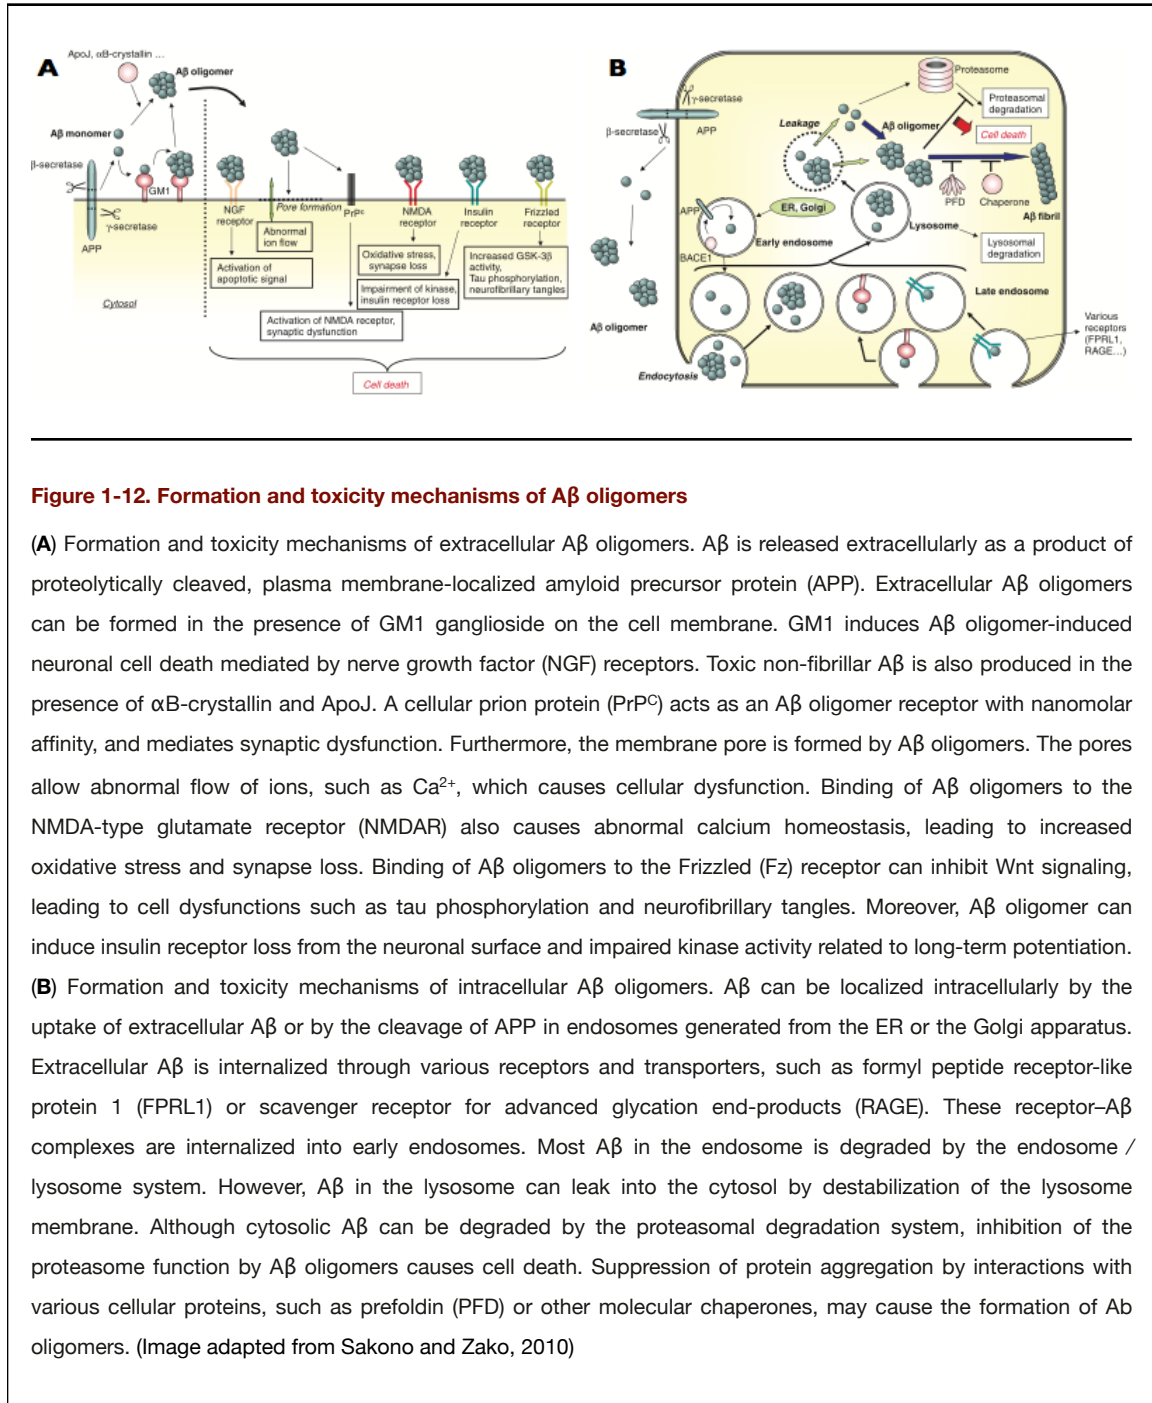 A
ApoJ, αB-crystallin ...
Aβ oligomer
Aβ monomer
β-secretase
GM1
γ-secretase
APP
Cytosol
NGF
receptor
Pore formation
PrPᶜ
NMDA
receptor
Insulin
receptor
Frizzled
receptor
Abnormal
ion flow
Activation of
apoptotic signal
Oxidative stress,
synapse loss
Increased GSK-3β
activity,
Tau phosphorylation,
neurofibrillary tangles
Impairment of kinase,
insulin receptor loss
Activation of NMDA receptor,
synaptic dysfunction
Cell death
B
γ-secretase
β-secretase
APP
Aβ oligomer
Endocytosis
Leakage
Proteasome
Proteasomal
degradation
Aβ oligomer
Cell death
PFD
Chaperone
Aβ fibril
APP
ER, Golgi
Early endosome
BACE1
Lysosome
Lysosomal
degradation
Late endosome
Various
receptors
(FPRL1,
RAGE...)
Figure 1-12. Formation and toxicity mechanisms of Aβ oligomers
(A) Formation and toxicity mechanisms of extracellular Aβ oligomers. Aβ is released extracellularly as a product of
proteolytically cleaved, plasma membrane-localized amyloid precursor protein (APP). Extracellular Aβ oligomers
can be formed in the presence of GM1 ganglioside on the cell membrane. GM1 induces Aβ oligomer-induced
neuronal cell death mediated by nerve growth factor (NGF) receptors. Toxic non-fibrillar Aβ is also produced in the
presence of αB-crystallin and ApoJ. A cellular prion protein (PrPᶜ) acts as an Aβ oligomer receptor with nanomolar
affinity, and mediates synaptic dysfunction. Furthermore, the membrane pore is formed by Aβ oligomers. The pores
allow abnormal flow of ions, such as Ca²⁺, which causes cellular dysfunction. Binding of Aβ oligomers to the
NMDA-type glutamate receptor (NMDAR) also causes abnormal calcium homeostasis, leading to increased
oxidative stress and synapse loss. Binding of Aβ oligomers to the Frizzled (Fz) receptor can inhibit Wnt signaling,
leading to cell dysfunctions such as tau phosphorylation and neurofibrillary tangles. Moreover, Aβ oligomer can
induce insulin receptor loss from the neuronal surface and impaired kinase activity related to long-term potentiation.
(B) Formation and toxicity mechanisms of intracellular Aβ oligomers. Aβ can be localized intracellularly by the
uptake of extracellular Aβ or by the cleavage of APP in endosomes generated from the ER or the Golgi apparatus.
Extracellular Aβ is internalized through various receptors and transporters, such as formyl peptide receptor-like
protein 1 (FPRL1) or scavenger receptor for advanced glycation end-products (RAGE). These receptor–Aβ
complexes are internalized into early endosomes. Most Aβ in the endosome is degraded by the endosome /
lysosome system. However, Aβ in the lysosome can leak into the cytosol by destabilization of the lysosome
membrane. Although cytosolic Aβ can be degraded by the proteasomal degradation system, inhibition of the
proteasome function by Aβ oligomers causes cell death. Suppression of protein aggregation by interactions with
various cellular proteins, such as prefoldin (PFD) or other molecular chaperones, may cause the formation of Ab
oligomers. (Image adapted from Sakono and Zako, 2010)